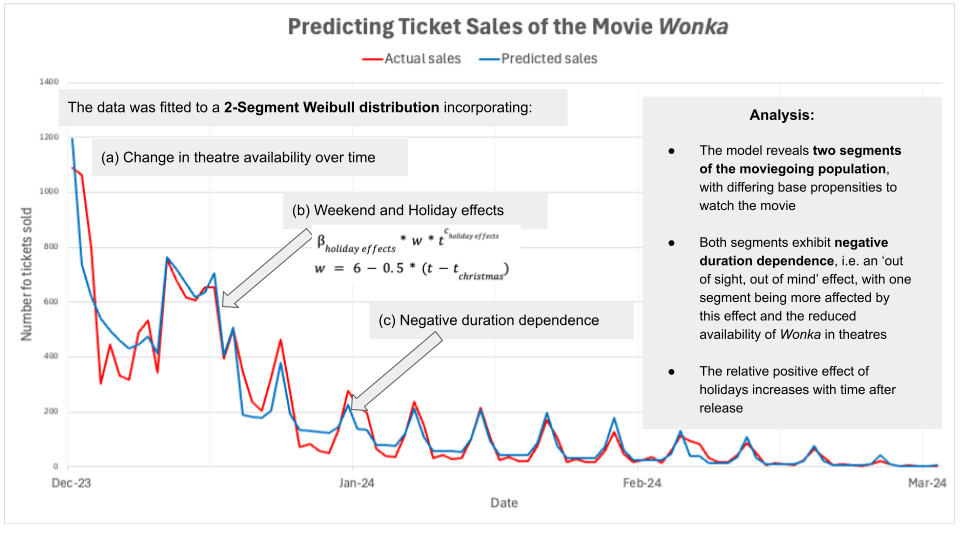 Predicting Ticket Sales of the Movie Wonka
Actual sales
Predicted sales
1400
1200
1000
800
600
400
200
0
Number fo tickets sold
The data was fitted to a 2-Segment Weibull distribution incorporating:
(a) Change in theatre availability over time
(b) Weekend and Holiday effects
β holiday effects * w * t^c holiday effects
w = 6 − 0.5 * (t − t christmas)
(c) Negative duration dependence
Analysis:
● The model reveals two segments
of the moviegoing population,
with differing base propensities to
watch the movie
● Both segments exhibit negative
duration dependence, i.e. an ‘out
of sight, out of mind’ effect, with one
segment being more affected by
this effect and the reduced
availability of Wonka in theatres
● The relative positive effect of
holidays increases with time after
release
Dec-23
Jan-24
Feb-24
Mar-24
Date